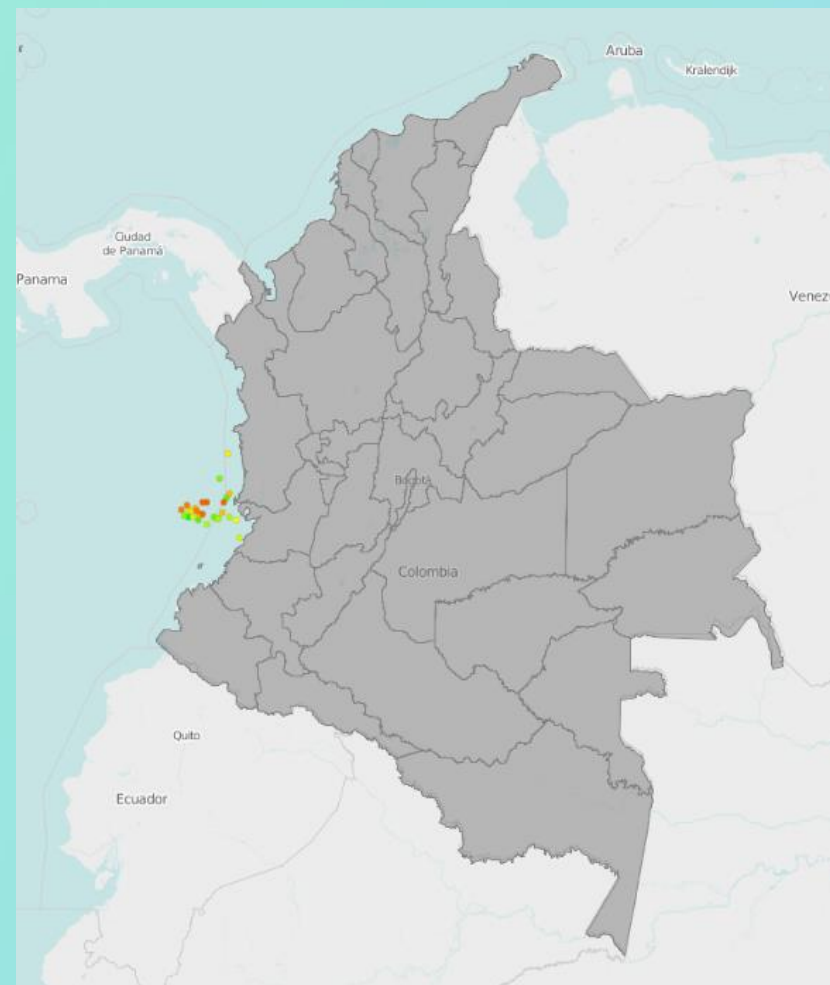 Aruba
Kralendijk
Ciudad
de Panamá
Panama
Venez
Bogotá
Colombia
Quito
Ecuador